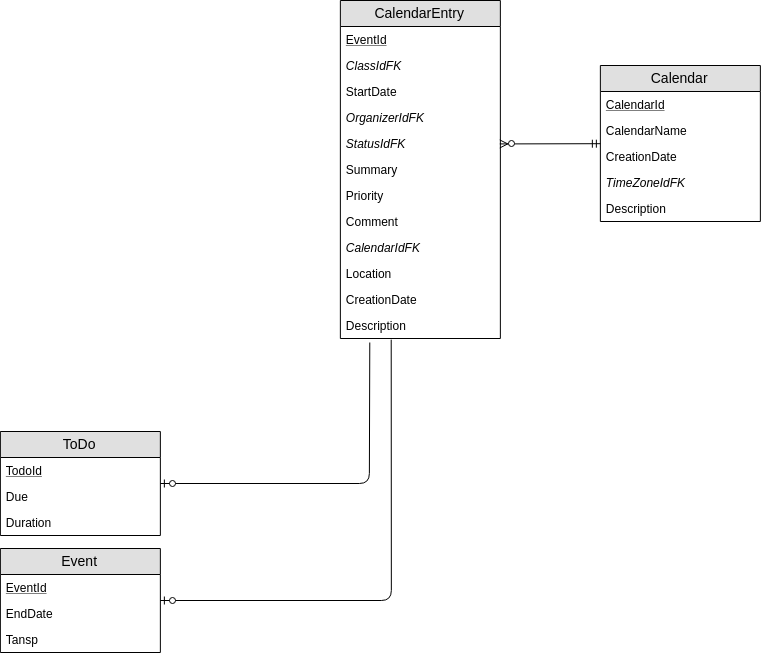 CalendarEntry
EventId
ClassIdFK
StartDate
OrganizerIdFK
StatusIdFK
Summary
Priority
Comment
CalendarIdFK
Location
CreationDate
Description
Calendar
CalendarId
CalendarName
CreationDate
TimeZoneIdFK
Description
ToDo
TodoId
Due
Duration
Event
EventId
EndDate
Tansp